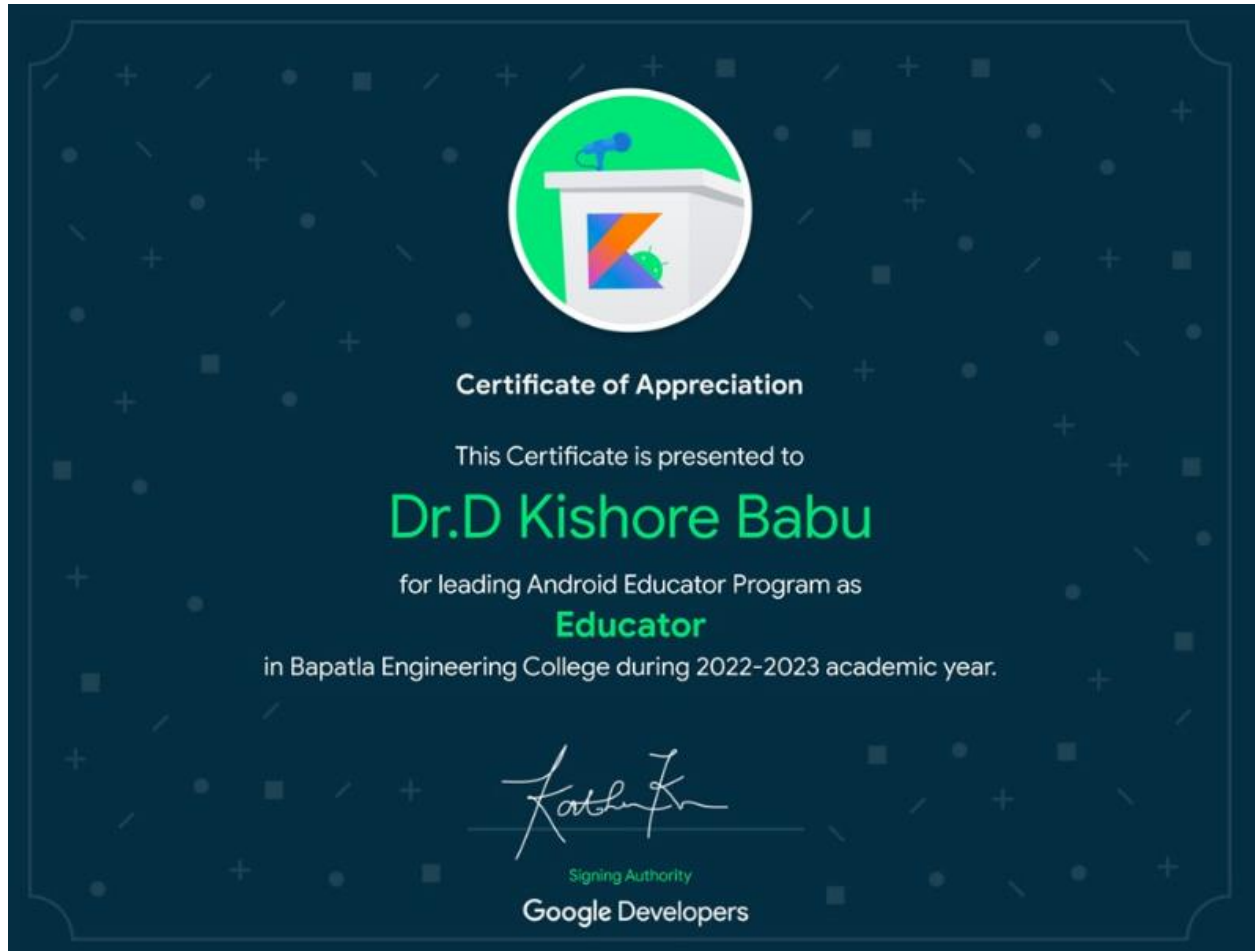 Certificate of Appreciation
This Certificate is presented to
Dr.D Kishore Babu
for leading Android Educator Program as
Educator
in Bapatla Engineering College during 2022-2023 academic year.
Signing Authority
Google Developers